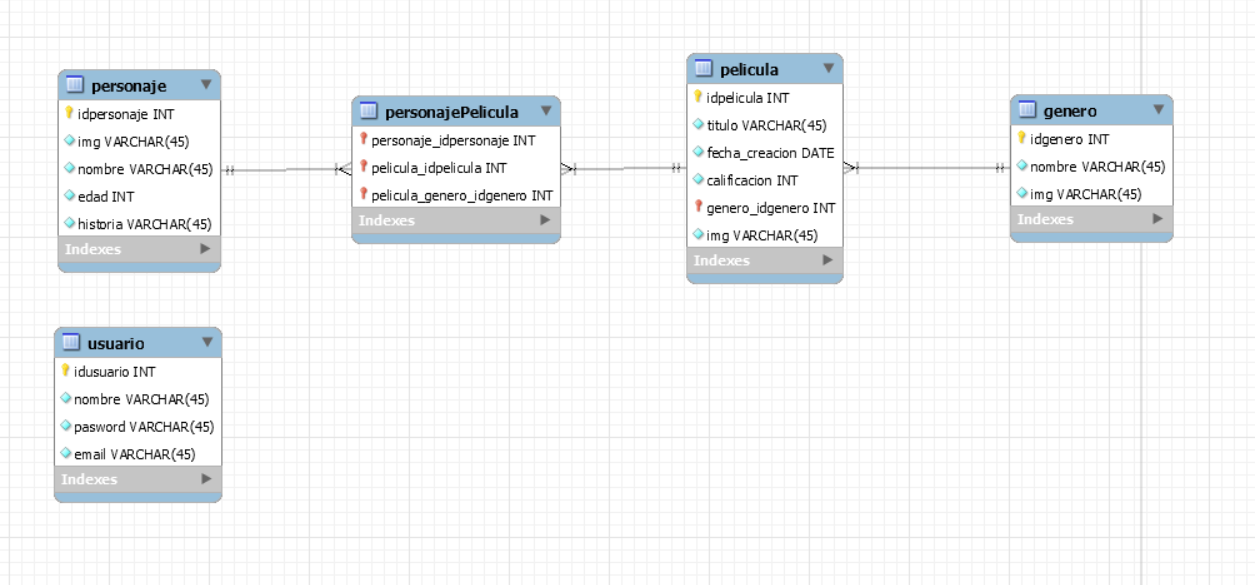 personaje
idpersonaje INT
img VARCHAR(45)
nombre VARCHAR(45)
edad INT
historia VARCHAR(45)
Indexes
personajePelicula
personaje_idpersonaje INT
pelicula_idpelicula INT
pelicula_genero_idgenero INT
Indexes
pelicula
idpelicula INT
titulo VARCHAR(45)
fecha_creacion DATE
calificacion INT
genero_idgenero INT
img VARCHAR(45)
Indexes
genero
idgenero INT
nombre VARCHAR(45)
img VARCHAR(45)
Indexes
usuario
idusuario INT
nombre VARCHAR(45)
pasword VARCHAR(45)
email VARCHAR(45)
Indexes